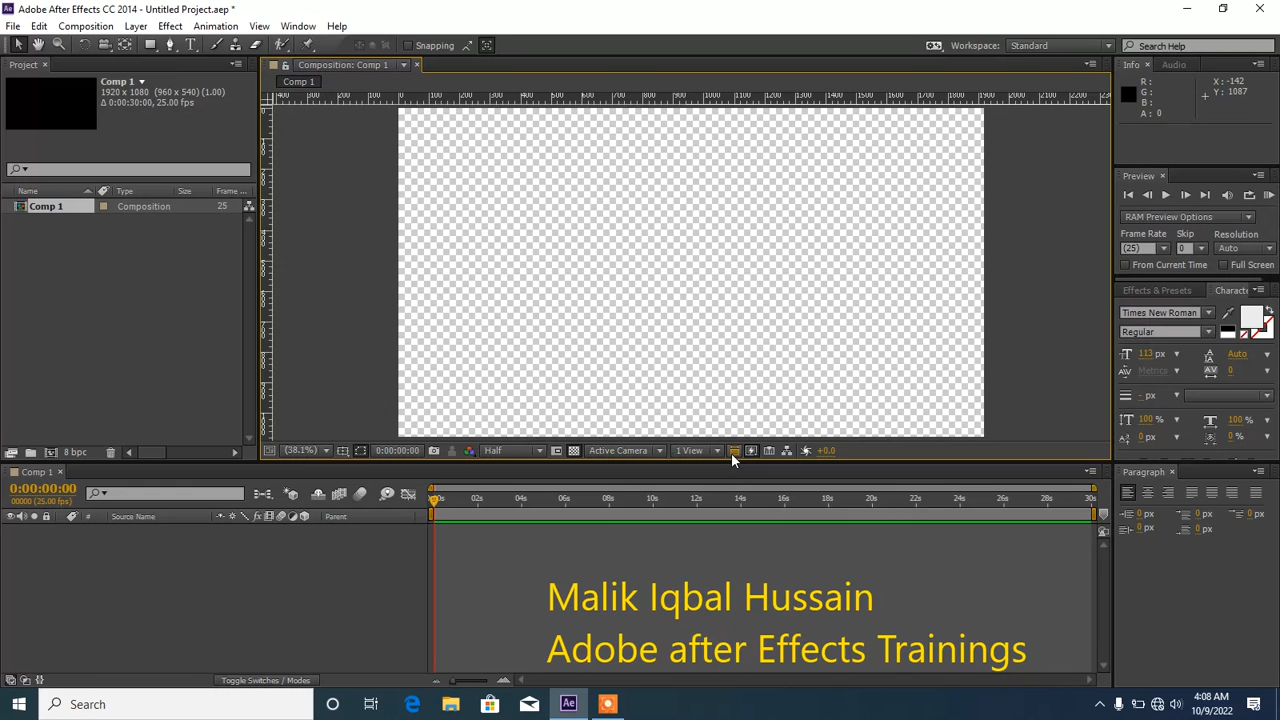 Adobe After Effects CC 2014 - Untitled Project.aep *
File Edit Composition Layer Effect Animation View Window Help
Snapping
Workspace: Standard
Search Help
Project
Comp 1
1920 x 1080 (960 x 540) (1.00)
Δ 0:00:30:00, 25.00 fps
Name Type Size Frame ...
Comp 1 Composition 25
8 bpc
Composition: Comp 1
Comp 1
(38.1%) 0:00:00:00 Half Active Camera 1 View +0.0
Info Audio
R: X: -142
G: Y: 1087
B:
A: 0
Preview
RAM Preview Options
Frame Rate Skip Resolution
(25) 0 Auto
From Current Time Full Screen
Effects & Presets Charact
Times New Roman
Regular
113 px Auto
Metrics 0
- px
100 % 100 %
0 px 0 %
Paragraph
0 px 0 px 0 px
0 px 0 px
Comp 1
0:00:00:00
00000 (25.00 fps)
# Source Name Parent
00s 02s 04s 06s 08s 10s 12s 14s 16s 18s 20s 22s 24s 26s 28s 30s
Malik Iqbal Hussain
Adobe after Effects Trainings
Toggle Switches / Modes
Search
4:08 AM
10/9/2022